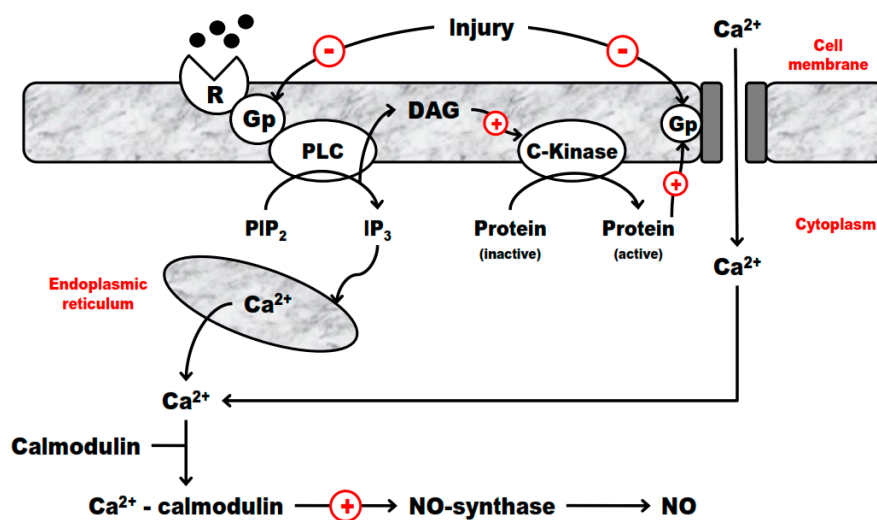 Injury
Ca²⁺
Cell
membrane
-
-
R
Gp
DAG
+
Gp
PLC
C-Kinase
+
PIP₂
IP₃
Protein
(inactive)
Protein
(active)
Cytoplasm
Ca²⁺
Endoplasmic
reticulum
Ca²⁺
Ca²⁺
Calmodulin
Ca²⁺ - calmodulin
+
NO-synthase
NO